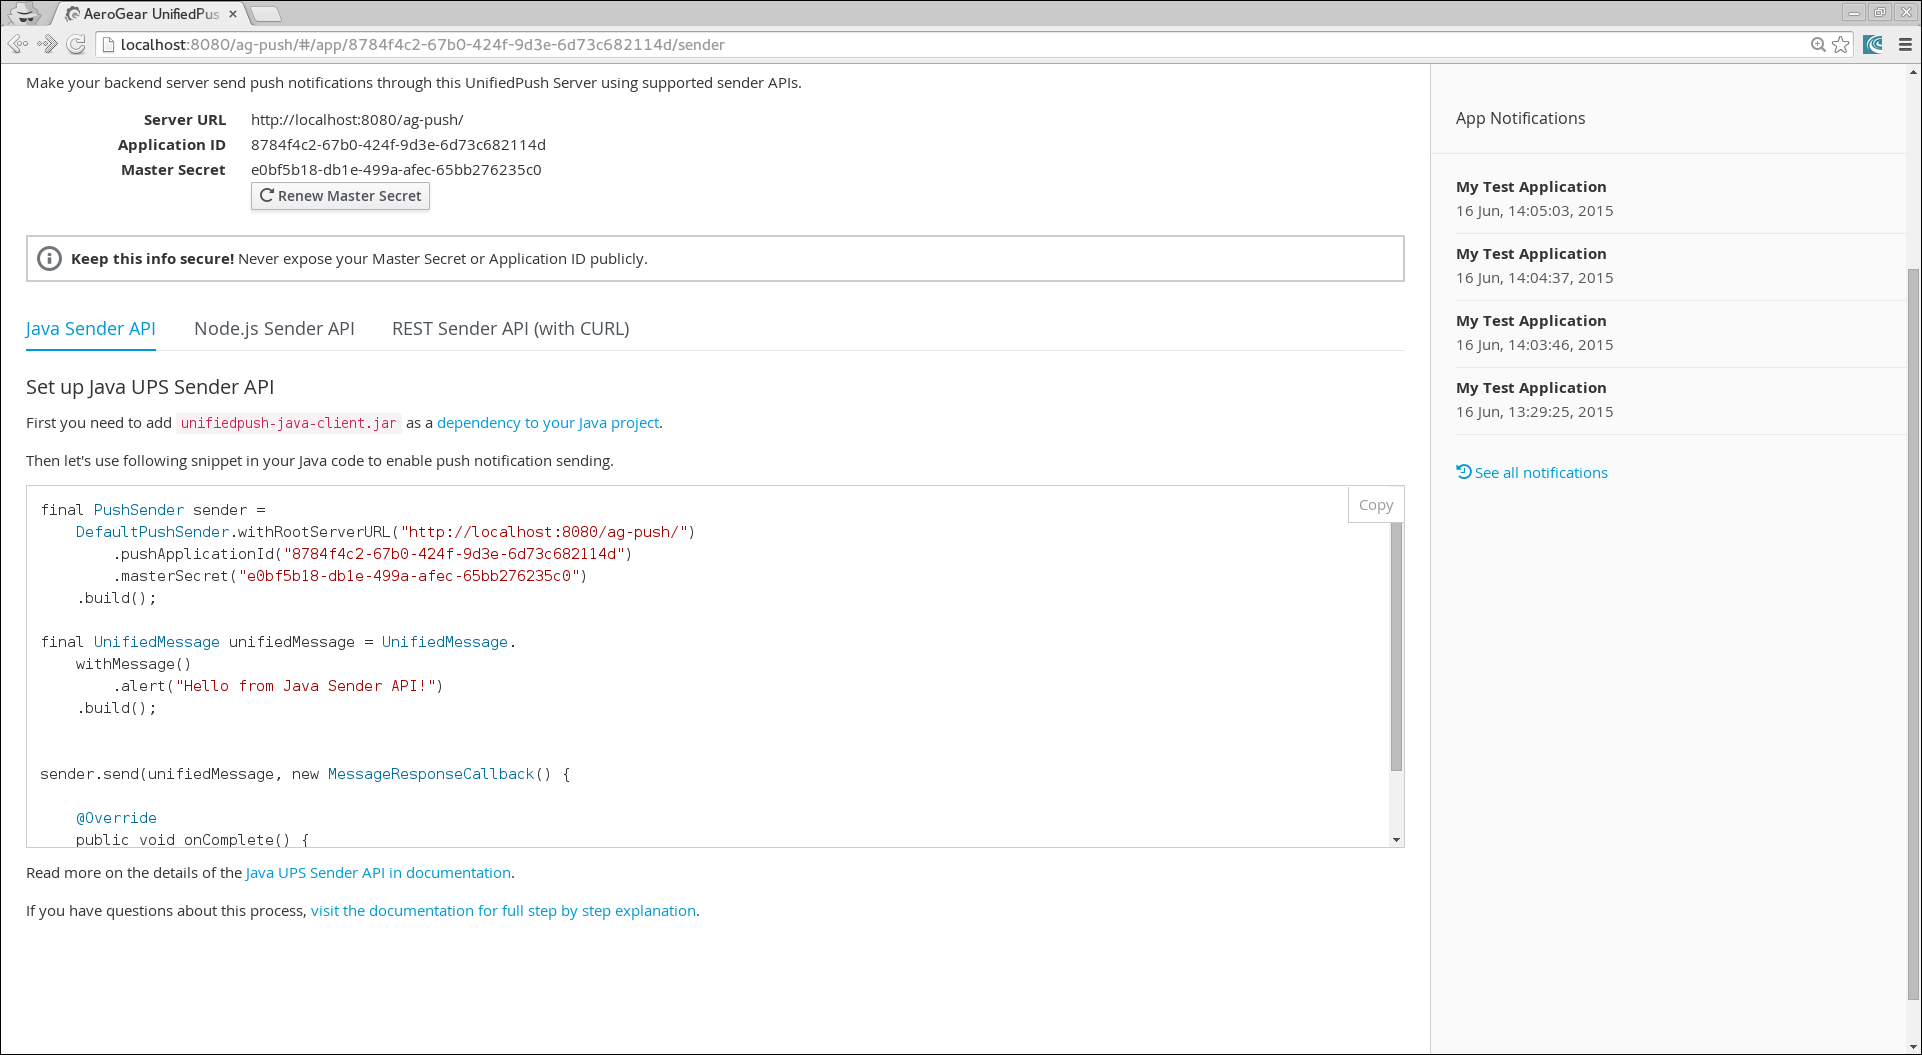 AeroGear UnifiedPus
localhost:8080/ag-push/#/app/8784f4c2-67b0-424f-9d3e-6d73c682114d/sender
Make your backend server send push notifications through this UnifiedPush Server using supported sender APIs.
Server URL http://localhost:8080/ag-push/
Application ID 8784f4c2-67b0-424f-9d3e-6d73c682114d
Master Secret e0bf5b18-db1e-499a-afec-65bb276235c0
Renew Master Secret
Keep this info secure! Never expose your Master Secret or Application ID publicly.
Java Sender API Node.js Sender API REST Sender API (with CURL)
Set up Java UPS Sender API
First you need to add unifiedpush-java-client.jar as a dependency to your Java project.
Then let's use following snippet in your Java code to enable push notification sending.
Copy
final PushSender sender =
DefaultPushSender.withRootServerURL("http://localhost:8080/ag-push/")
.pushApplicationId("8784f4c2-67b0-424f-9d3e-6d73c682114d")
.masterSecret("e0bf5b18-db1e-499a-afec-65bb276235c0")
.build();
final UnifiedMessage unifiedMessage = UnifiedMessage.
withMessage()
.alert("Hello from Java Sender API!")
.build();
sender.send(unifiedMessage, new MessageResponseCallback() {
@Override
public void onComplete() {
Read more on the details of the Java UPS Sender API in documentation.
If you have questions about this process, visit the documentation for full step by step explanation.
App Notifications
My Test Application
16 Jun, 14:05:03, 2015
My Test Application
16 Jun, 14:04:37, 2015
My Test Application
16 Jun, 14:03:46, 2015
My Test Application
16 Jun, 13:29:25, 2015
See all notifications